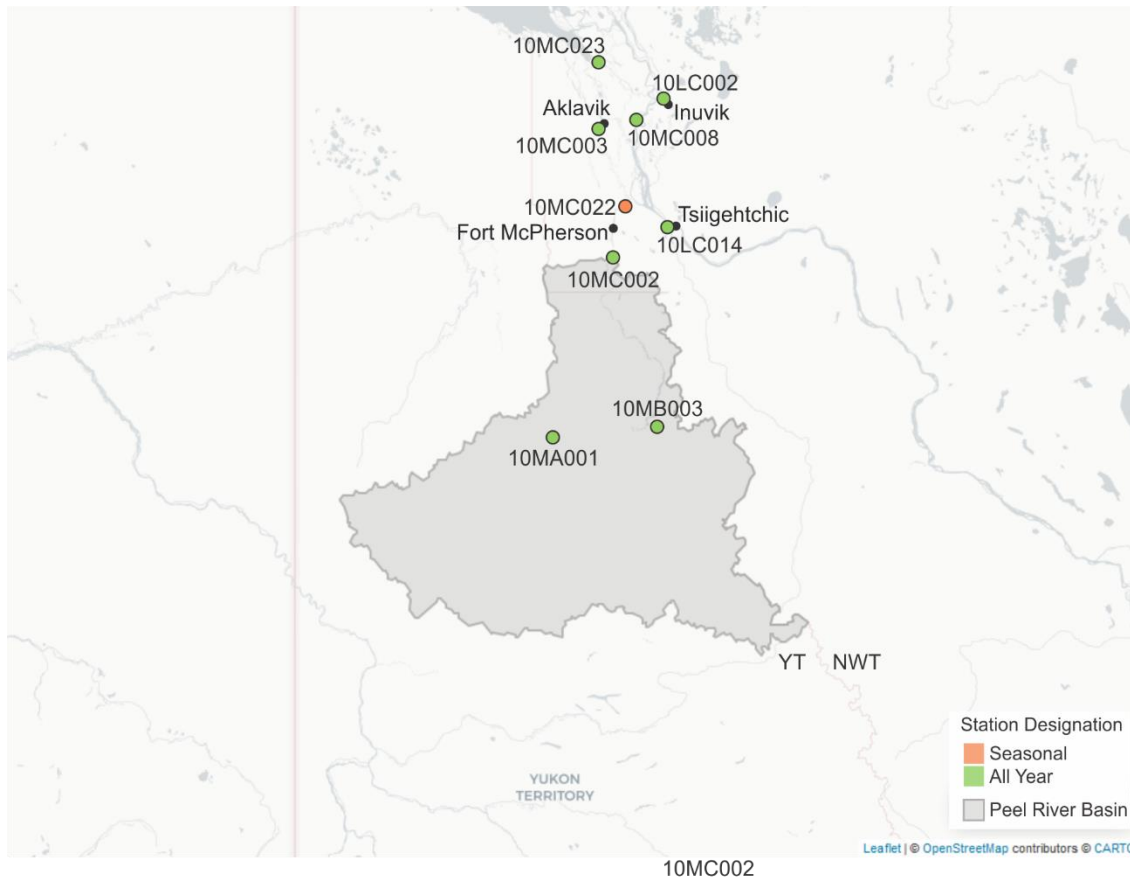 10MC023
10LC002
Aklavik
Inuvik
10MC003
10MC008
10MC022
Tsiigehtchic
Fort McPherson
10LC014
10MC002
10MB003
10MA001
YT NWT
Station Designation
Seasonal
All Year
Peel River Basin
YUKON
TERRITORY
Leaflet | © OpenStreetMap contributors © CARTO
10MC002